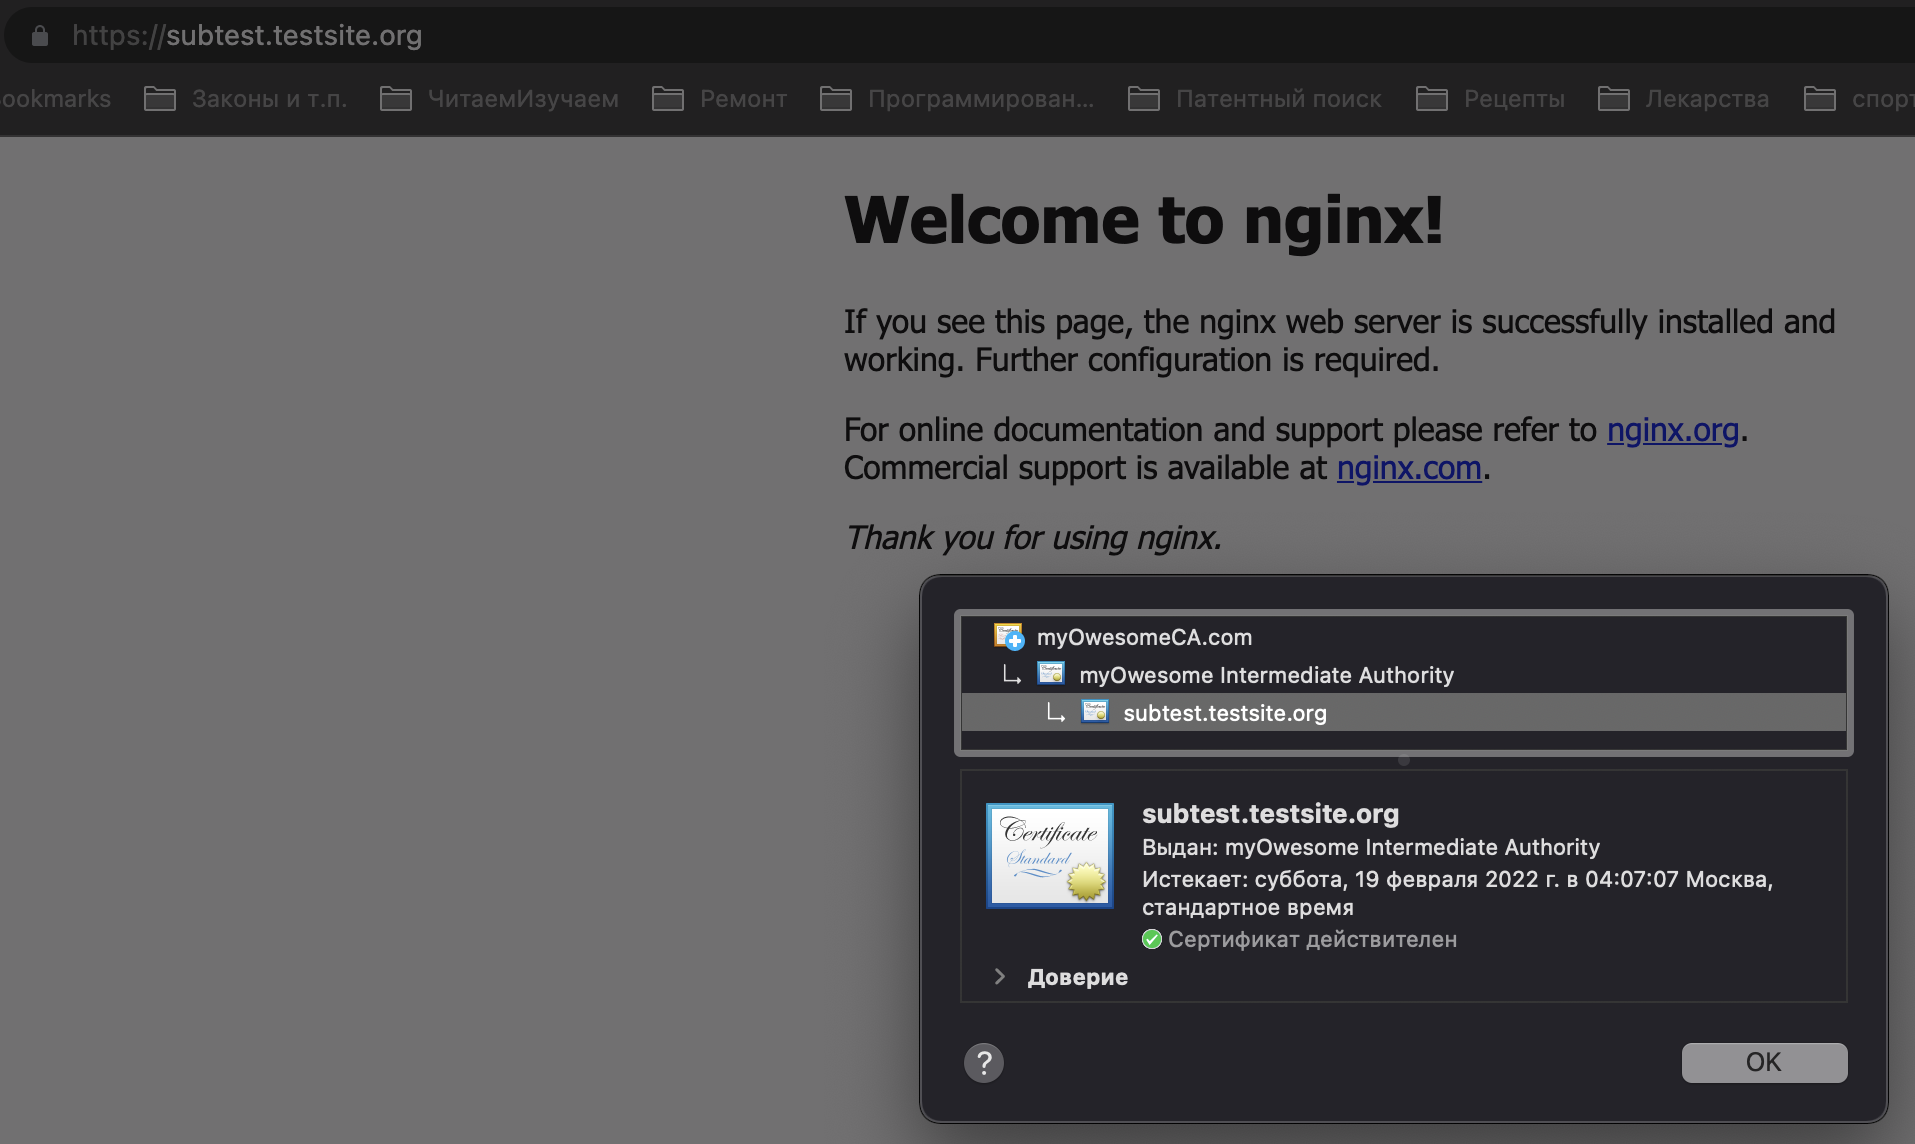 https://subtest.testsite.org
ookmarks Законы и т.п. ЧитаемИзучаем Ремонт Программирован... Патентный поиск Рецепты Лекарства спорт
Welcome to nginx!
If you see this page, the nginx web server is successfully installed and
working. Further configuration is required.
For online documentation and support please refer to nginx.org.
Commercial support is available at nginx.com.
Thank you for using nginx.
myOwesomeCA.com
myOwesome Intermediate Authority
subtest.testsite.org
Certificate
Standard
subtest.testsite.org
Выдан: myOwesome Intermediate Authority
Истекает: суббота, 19 февраля 2022 г. в 04:07:07 Москва,
стандартное время
Сертификат действителен
Доверие
?
OK